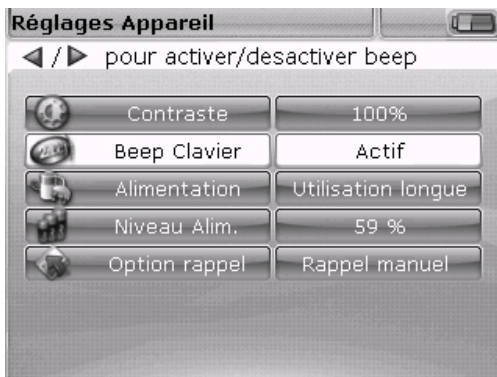 Réglages Appareil
◀/▶ pour activer/desactiver beep
Contraste 100%
Beep Clavier Actif
Alimentation Utilisation longue
Niveau Alim. 59 %
Option rappel Rappel manuel